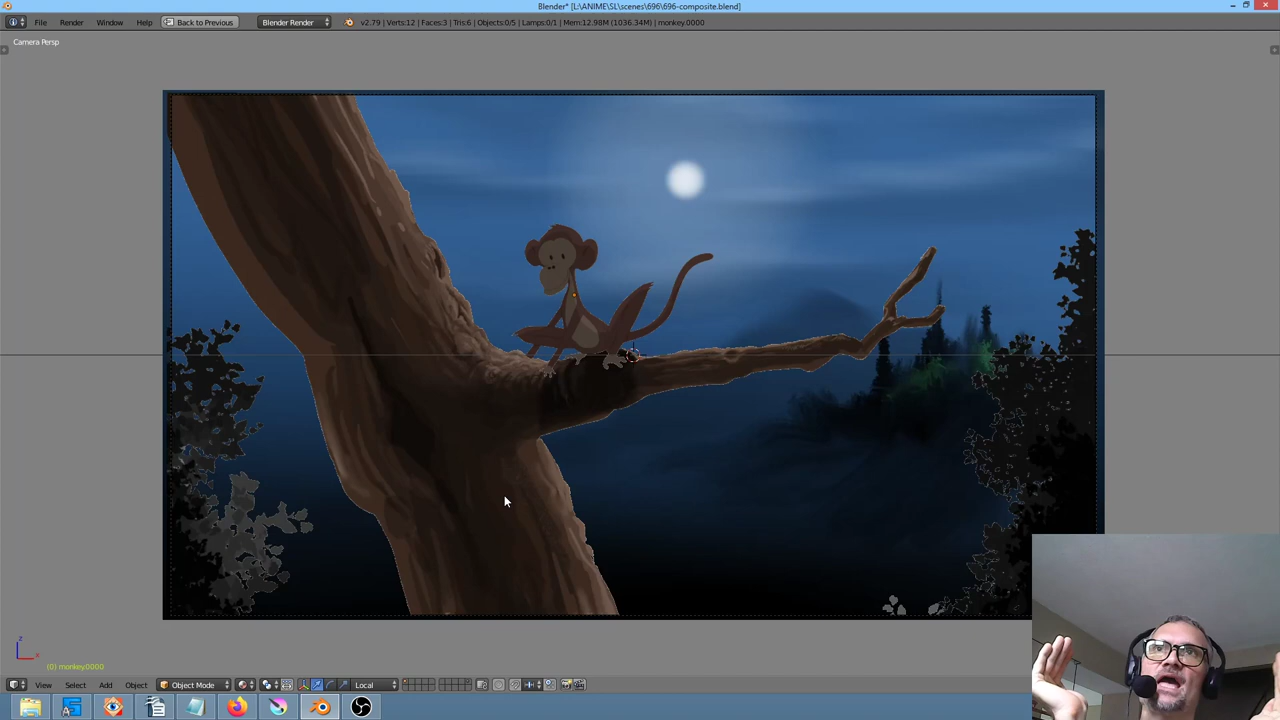 Blender* [L:\ANIME\SL\scenes\696\696-composite.blend]
File Render Window Help Back to Previous Blender Render v2.79 | Verts:12 | Faces:3 | Tris:6 | Objects:0/5 | Lamps:0/1 | Mem:12.98M (1036.34M) | monkey:0000
Camera Persp
z
x
(0) monkey:0000
View Select Add Object Object Mode Local